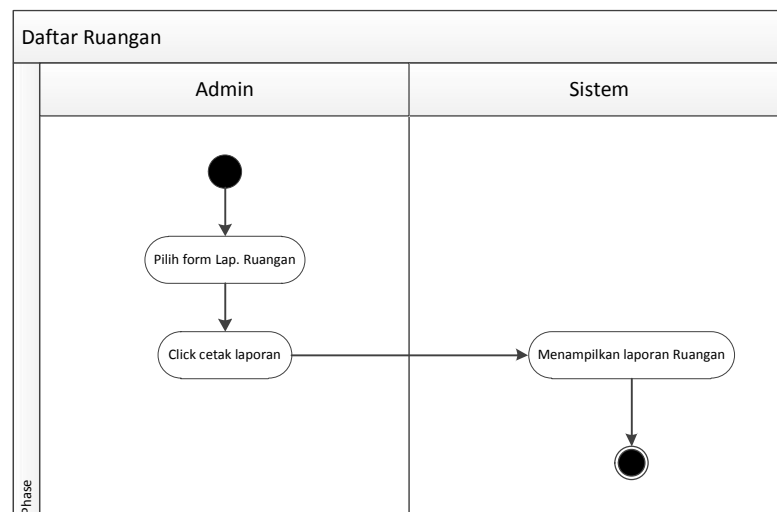 Daftar Ruangan
Admin
Sistem
Pilih form Lap. Ruangan
Click cetak laporan
Menampilkan laporan Ruangan
Phase